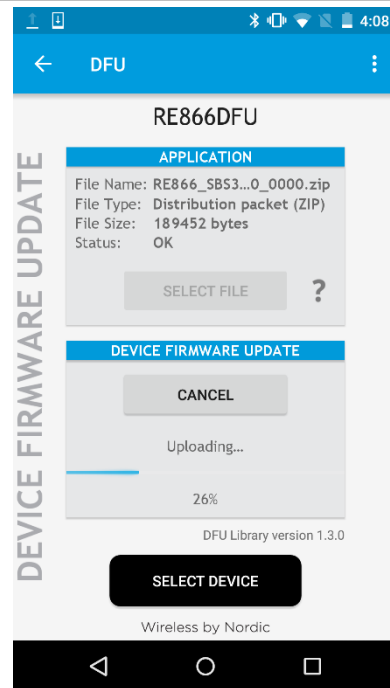 4:08
DFU
RE866DFU
DEVICE FIRMWARE UPDATE
APPLICATION
File Name: RE866_SBS3...0_0000.zip
File Type: Distribution packet (ZIP)
File Size: 189452 bytes
Status: OK
SELECT FILE ?
DEVICE FIRMWARE UPDATE
CANCEL
Uploading...
26%
DFU Library version 1.3.0
SELECT DEVICE
Wireless by Nordic